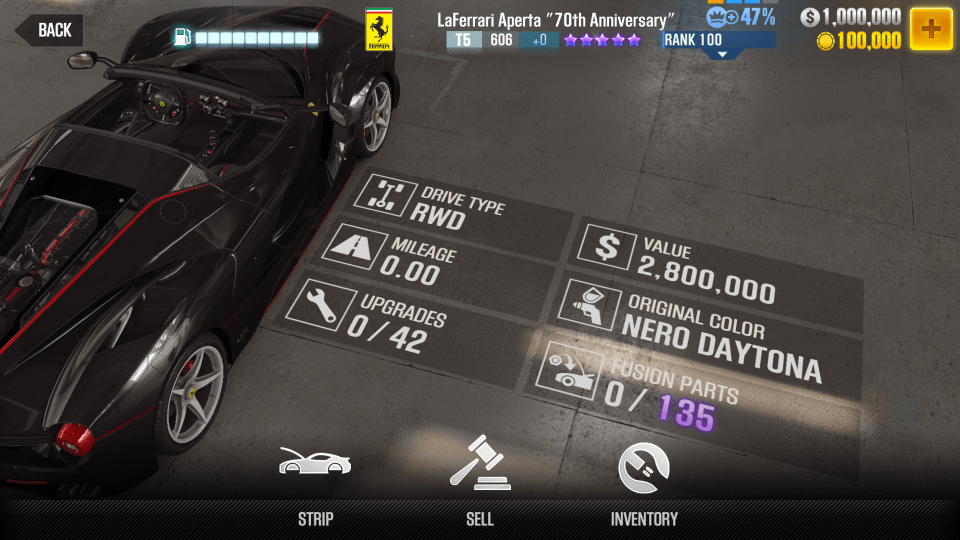 BACK
Ferrari
LaFerrari Aperta "70th Anniversary"
T5 606 +0
47%
RANK 100
$ 1,000,000
100,000
DRIVE TYPE
RWD
MILEAGE
0.00
UPGRADES
0/42
$ VALUE
2,800,000
ORIGINAL COLOR
NERO DAYTONA
FUSION PARTS
0/135
STRIP
SELL
INVENTORY